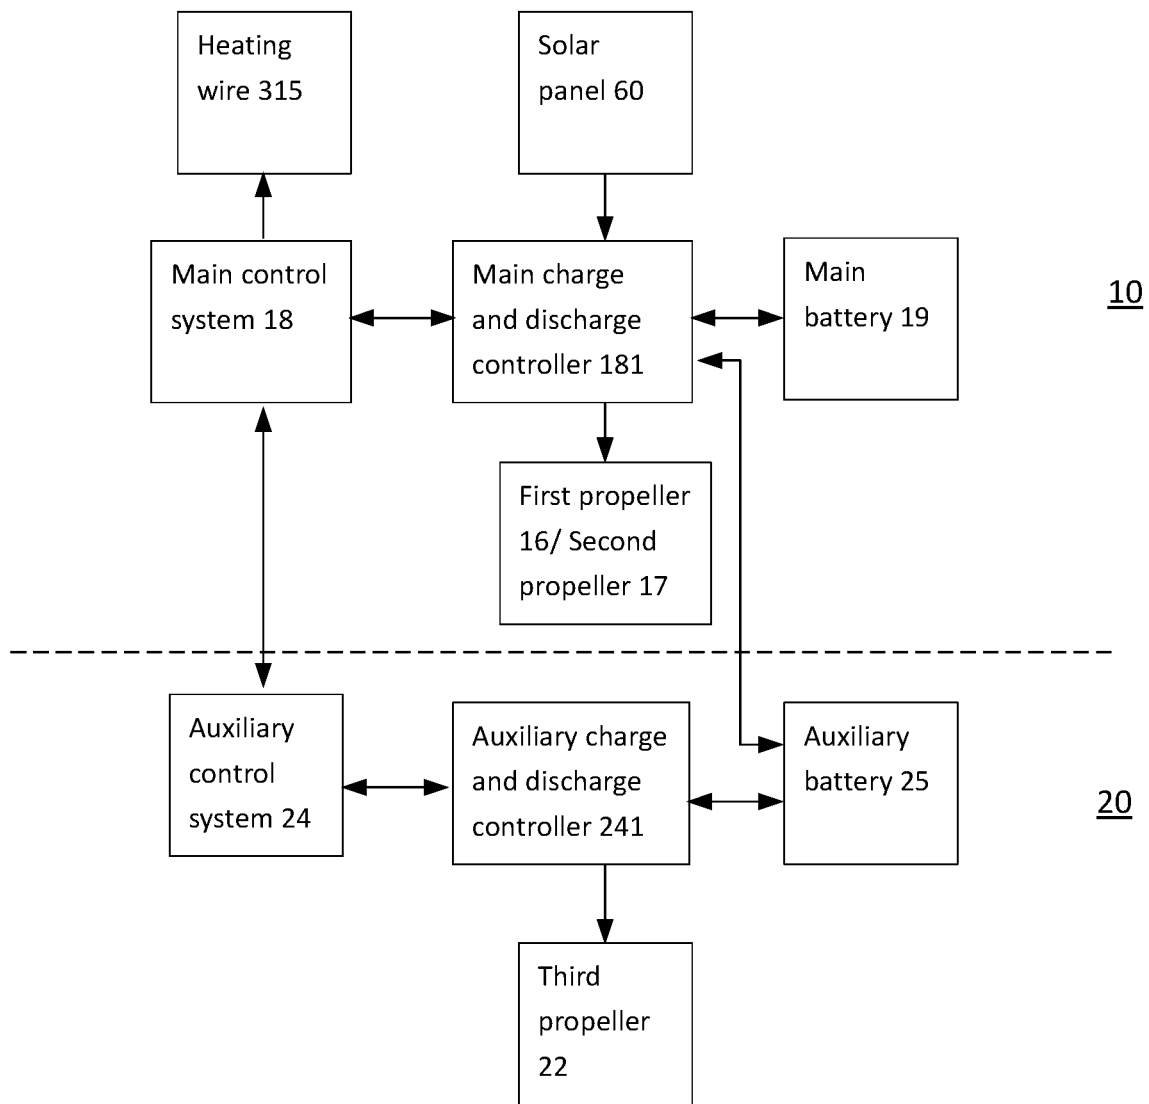 Heating
wire 315
Solar
panel 60
Main control
system 18
Main charge
and discharge
controller 181
Main
battery 19
10
First propeller
16/ Second
propeller 17
Auxiliary
control
system 24
Auxiliary charge
and discharge
controller 241
Auxiliary
battery 25
20
Third
propeller
22